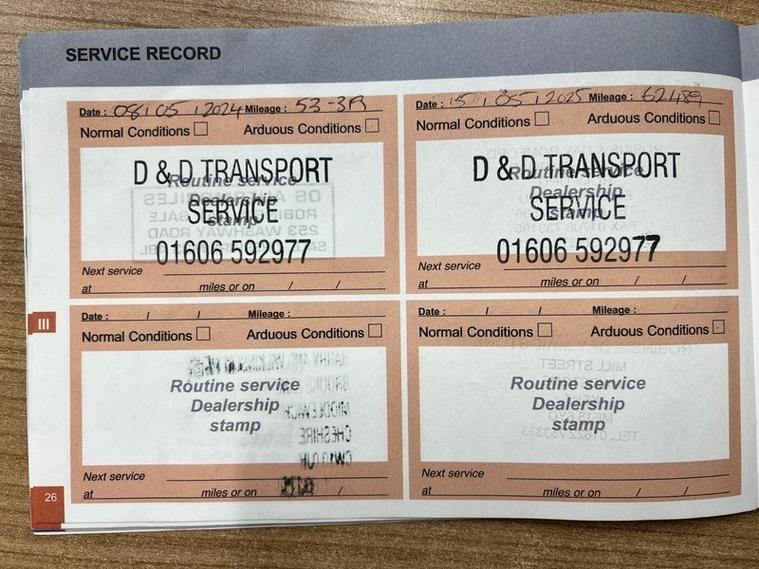 SERVICE RECORD
Date : 08 / 05 / 2024 Mileage :
Normal Conditions Arduous Conditions
D & D TRANSPORT
Routine service
SERVICE
Dealership
stamp
01606 592977
Next service
at miles or on / /
Date : 15 / 05 / 2025 Mileage : 62489
Normal Conditions Arduous Conditions
D & D TRANSPORT
Routine service
Dealership
SERVICE
stamp
01606 592977
Next service
at miles or on / /
III
Date : / / Mileage :
Normal Conditions Arduous Conditions
Routine service
Dealership
stamp
Next service
at miles or on / /
Date : / / Mileage :
Normal Conditions Arduous Conditions
Routine service
Dealership
stamp
Next service
at miles or on / /
26